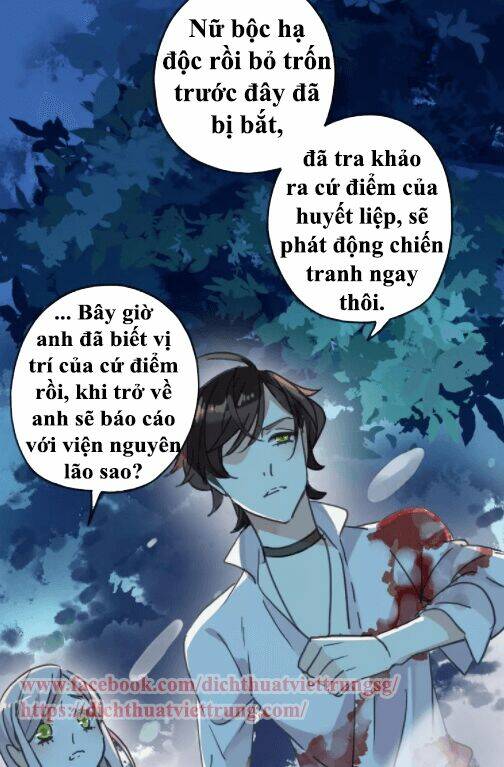 Nữ bộc hạ
độc rồi bỏ trốn
trước đây đã
bị bắt,
đã tra khảo
ra cứ điểm của
huyết liệp, sẽ
phát động chiến
tranh ngay
thôi.
... Bây giờ
anh đã biết vị
trí của cứ điểm
rồi, khi trở về
anh sẽ báo cáo
với viện nguyên
lão sao?
www.facebook.com/dichthuatviettrungsg/
https://dichthuatviettrung.com/